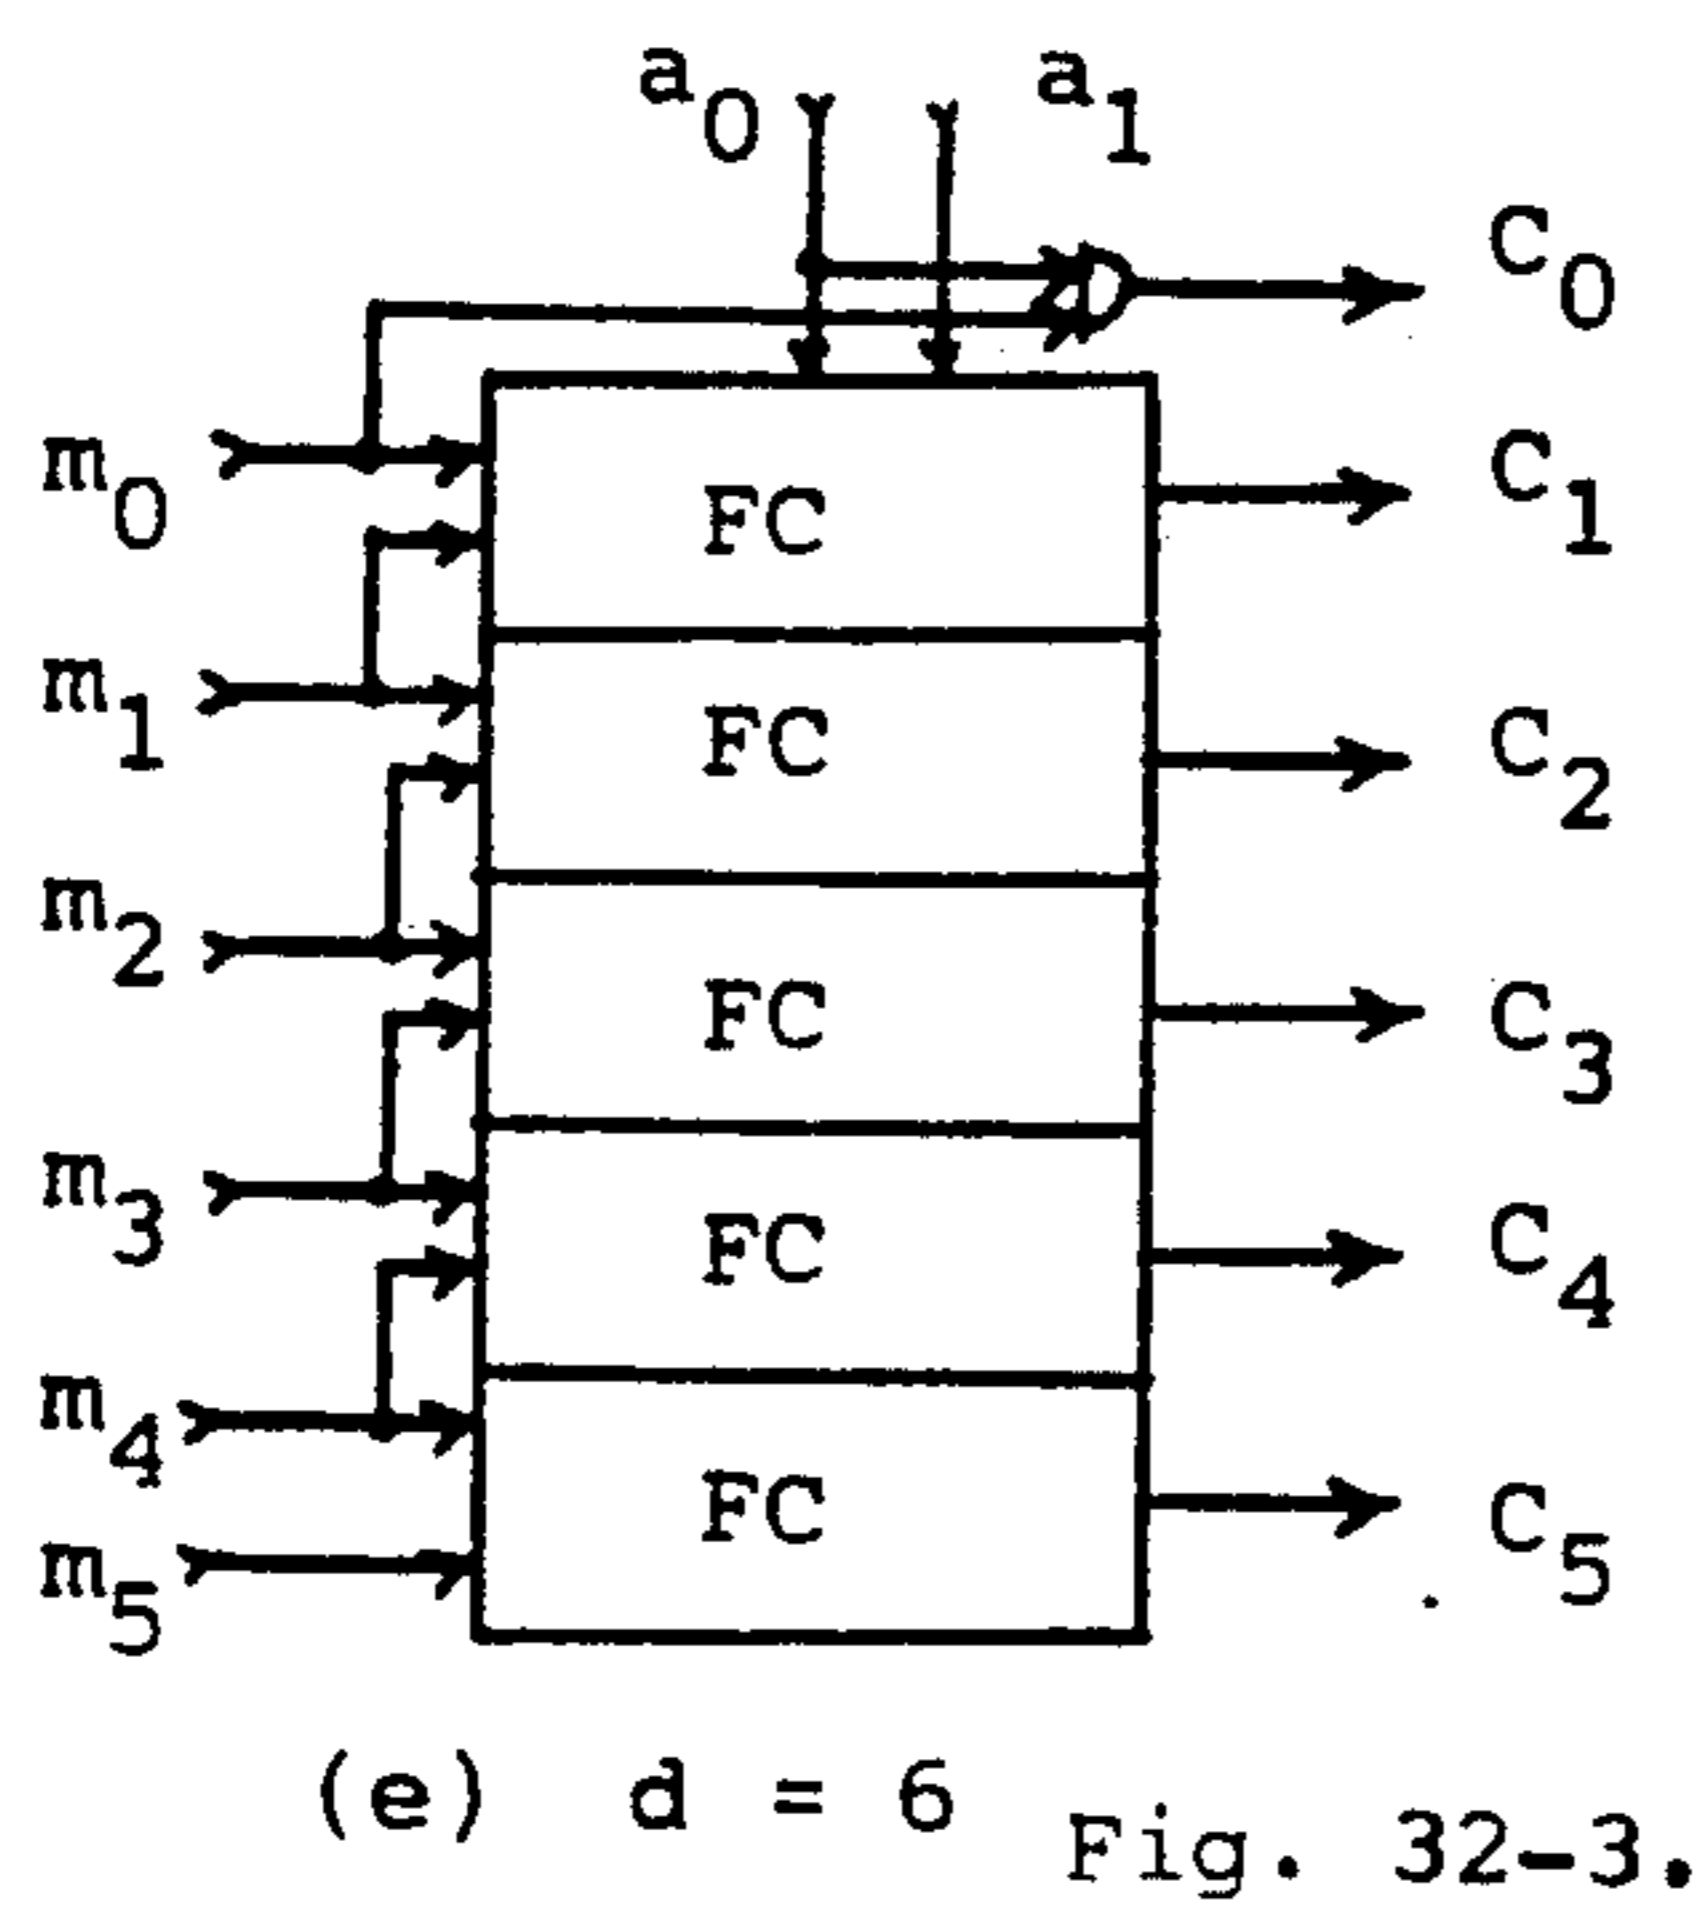 a0 a1
C0
m0 FC C1
m1 FC C2
m2 FC C3
m3 FC C4
m4 FC C5
m5
(e) d = 6 Fig. 32-3.